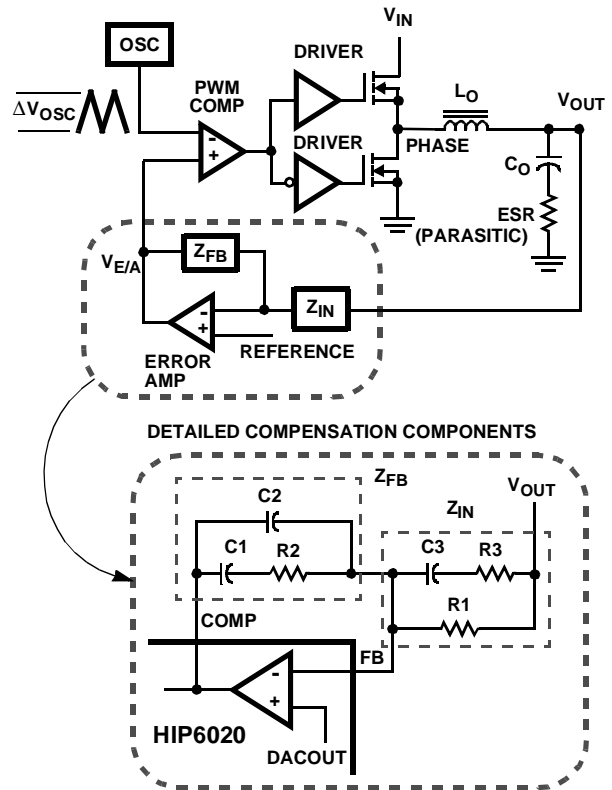 V_IN
OSC
DRIVER
PWM
COMP
ΔV_OSC
L_O
V_OUT
-
+
DRIVER
PHASE
C_O
ESR
(PARASITIC)
Z_FB
V_E/A
-
+
Z_IN
REFERENCE
ERROR
AMP
DETAILED COMPENSATION COMPONENTS
Z_FB
V_OUT
C2
Z_IN
C1
R2
C3
R3
R1
COMP
FB
-
+
HIP6020
DACOUT